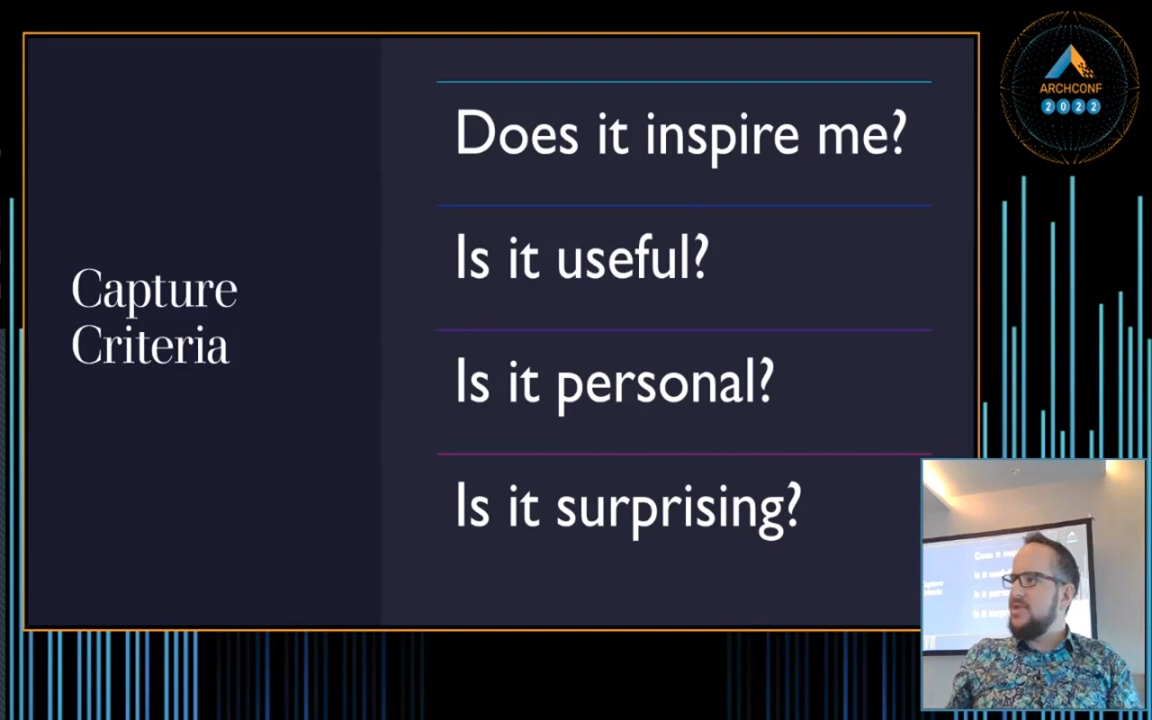 Capture
Criteria
Does it inspire me?
Is it useful?
Is it personal?
Is it surprising?
ARCHCONF
2022